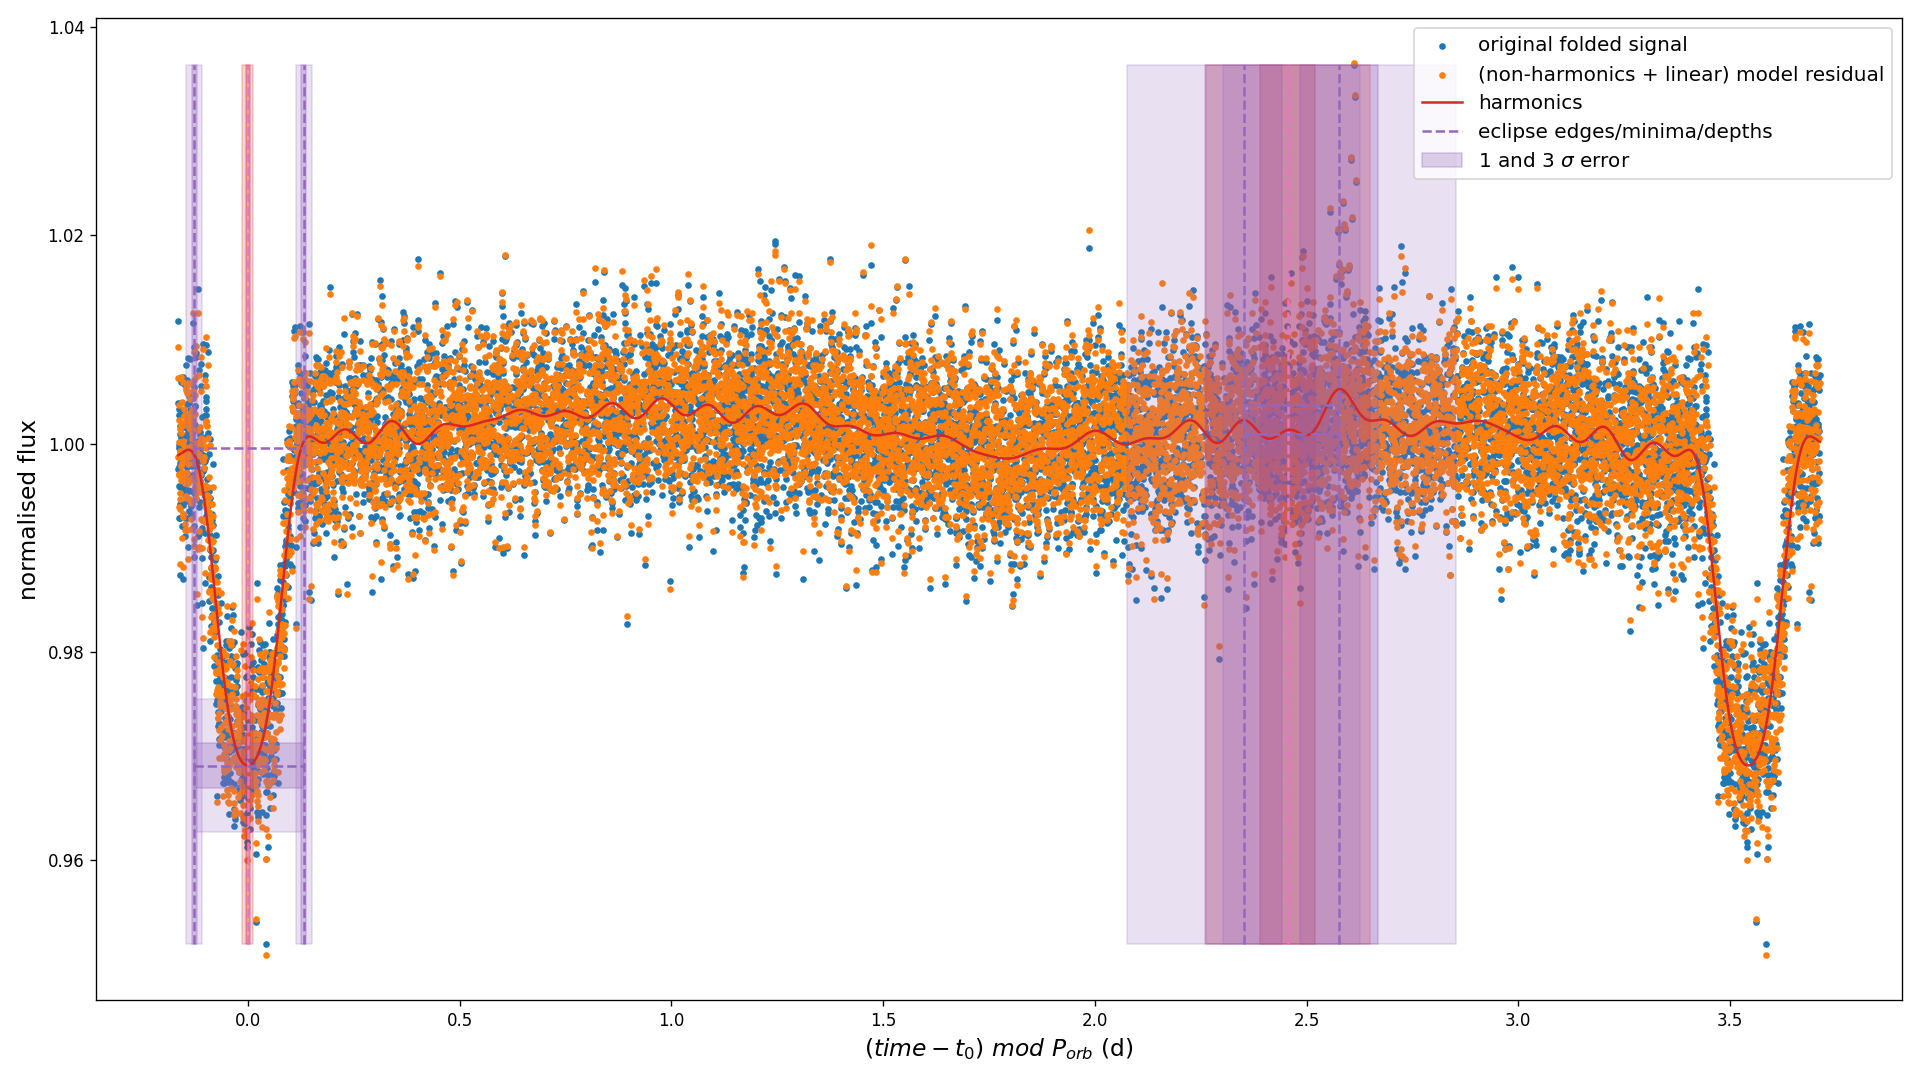 original folded signal
(non-harmonics + linear) model residual
harmonics
eclipse edges/minima/depths
1 and 3 σ error
normalised flux
1.04
1.02
1.00
0.98
0.96
0.0 0.5 1.0 1.5 2.0 2.5 3.0 3.5
(time − t₀) mod Pₒᵣb (d)